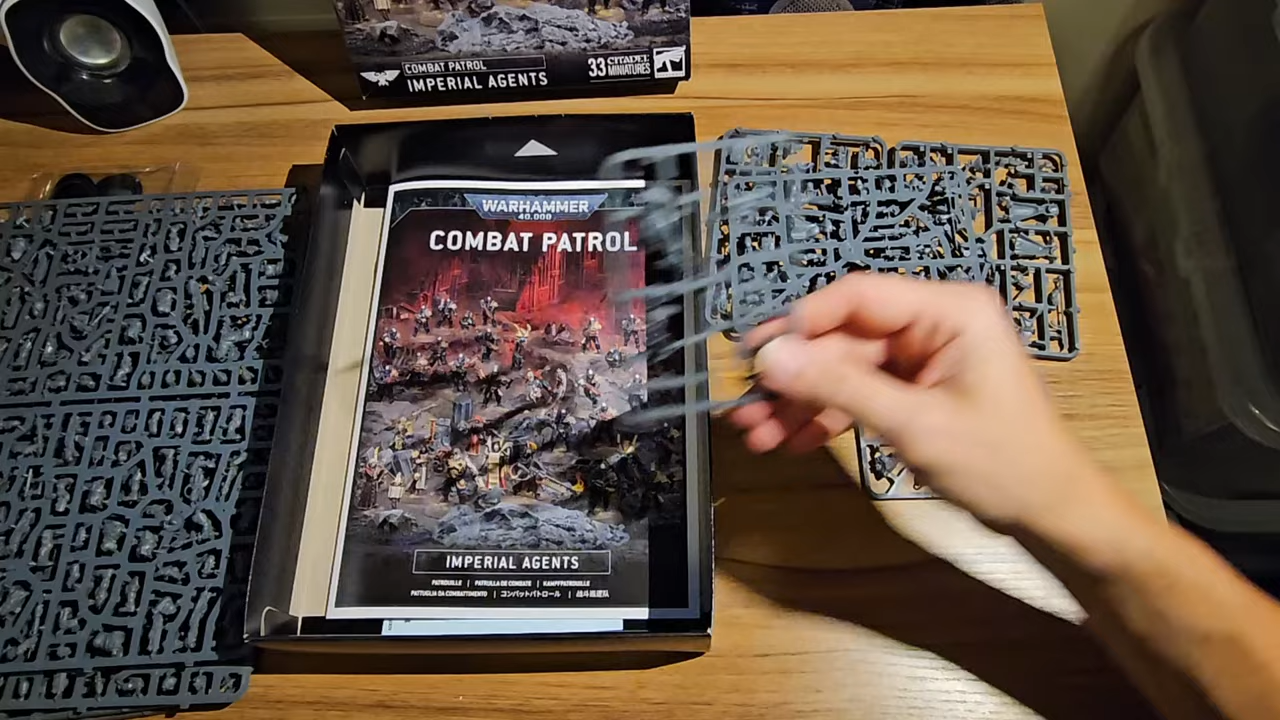 COMBAT PATROL
IMPERIAL AGENTS
33 CITADEL
MINIATURES
WARHAMMER
40,000
COMBAT PATROL
IMPERIAL AGENTS
PATROUILLE | PATRULLA DE COMBATE | KAMPFPATROUILLE
PATTUGLIA DA COMBATTIMENTO | コンバットパトロール | 战斗巡逻队